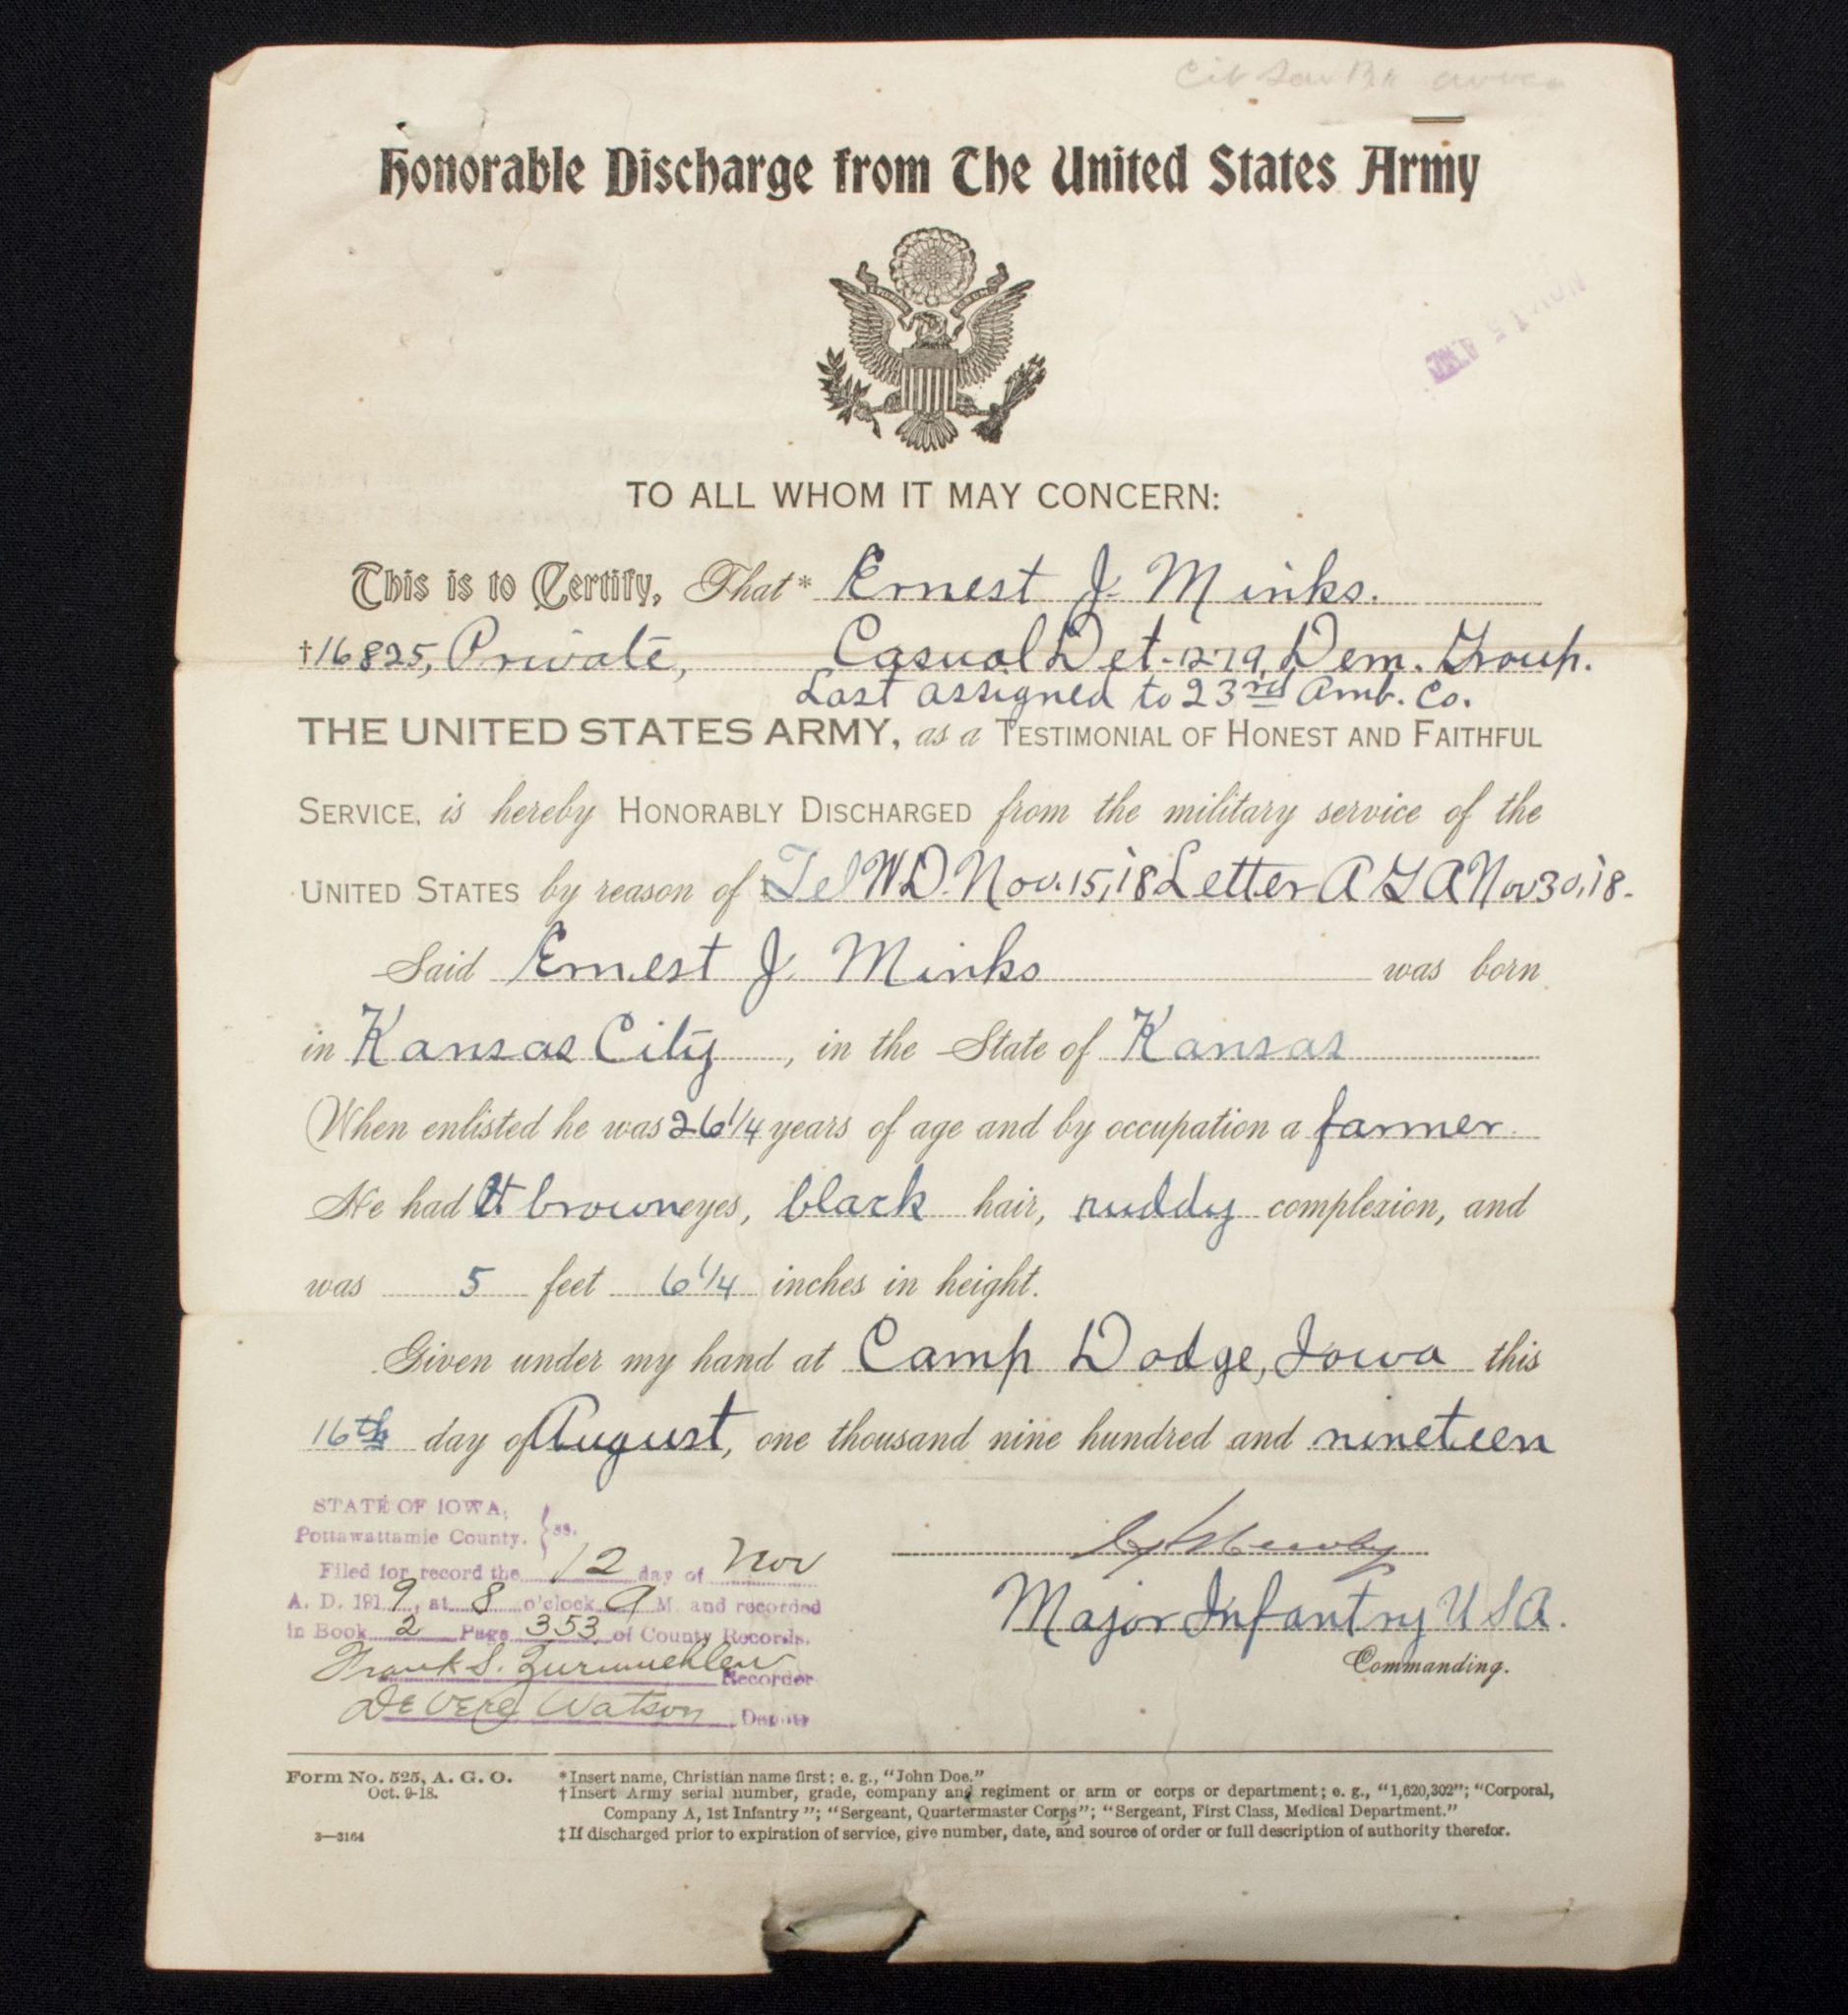 Honorable Discharge from The United States Army
TO ALL WHOM IT MAY CONCERN:
This is to Certify, That* Ernest J. Minks.
†16825, Private, Casual Det-1279, Dem. Group.
Last assigned to 23rd Amb. Co.
THE UNITED STATES ARMY, as a TESTIMONIAL OF HONEST AND FAITHFUL
SERVICE, is hereby HONORABLY DISCHARGED from the military service of the
UNITED STATES by reason of ‡Tel W.D. Nov. 15, '18 Letter A G A Nov 30, '18.
Said Ernest J. Minks was born
in Kansas City, in the State of Kansas
When enlisted he was 26 1/4 years of age and by occupation a farmer
He had lt brown eyes, black hair, ruddy complexion, and
was 5 feet 6 1/4 inches in height.
Given under my hand at Camp Dodge, Iowa this
16th day of August, one thousand nine hundred and nineteen
STATE OF IOWA,
Pottawattamie County. } ss.
Filed for record the 12 day of Nov
A. D. 1919, at 8 o'clock A M. and recorded
in Book 2 Page 353 of County Records.
Frank S. Zurmuehlen Recorder
DeVere Watson Deputy
Major Infantry U S A.
Commanding.
Form No. 525, A. G. O.
Oct. 9-18.
3—3164
*Insert name, Christian name first; e. g., "John Doe."
†Insert Army serial number, grade, company and regiment or arm or corps or department; e. g., "1,620,302"; "Corporal,
Company A, 1st Infantry"; "Sergeant, Quartermaster Corps"; "Sergeant, First Class, Medical Department."
‡If discharged prior to expiration of service, give number, date, and source of order or full description of authority therefor.